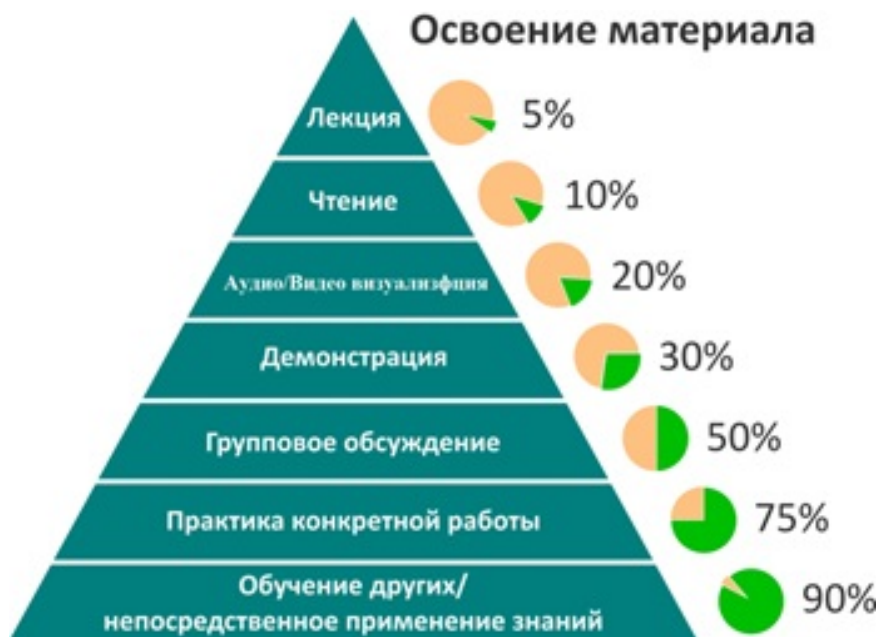 Освоение материала
Лекция
5%
Чтение
10%
Аудио/Видео визуализфция
20%
Демонстрация
30%
Групповое обсуждение
50%
Практика конкретной работы
75%
Обучение других/
непосредственное применение знаний
90%